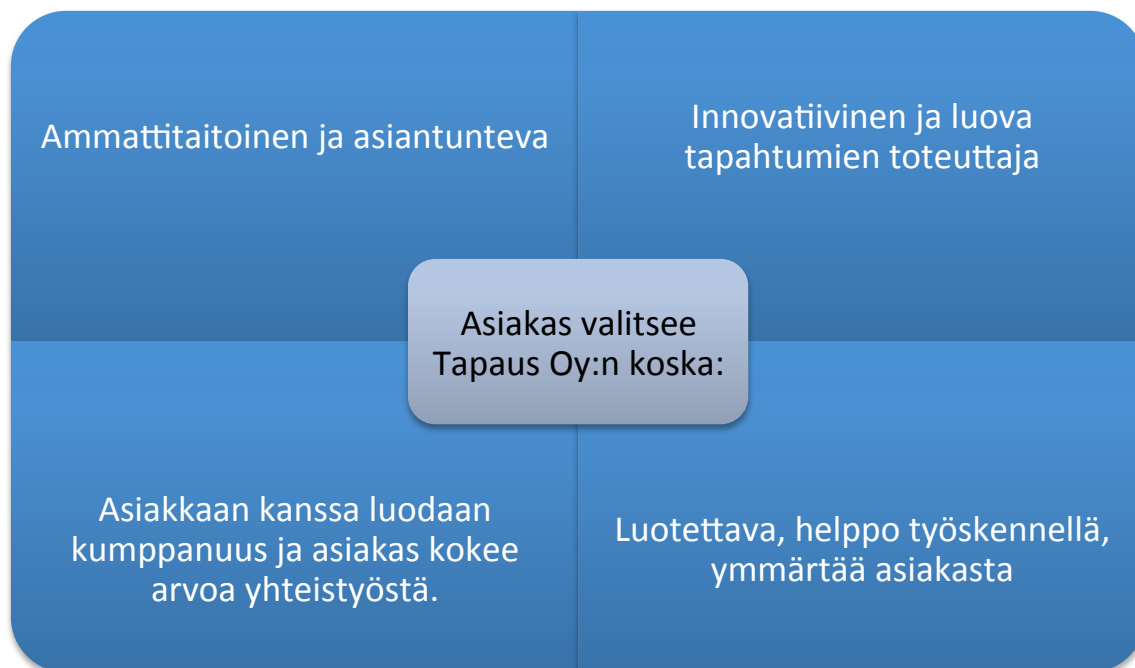 Ammattitaitoinen ja asiantunteva
Innovatiivinen ja luova
tapahtumien toteuttaja
Asiakas valitsee
Tapaus Oy:n koska:
Asiakkaan kanssa luodaan
kumppanuus ja asiakas kokee
arvoa yhteistyöstä.
Luotettava, helppo työskennellä,
ymmärtää asiakasta